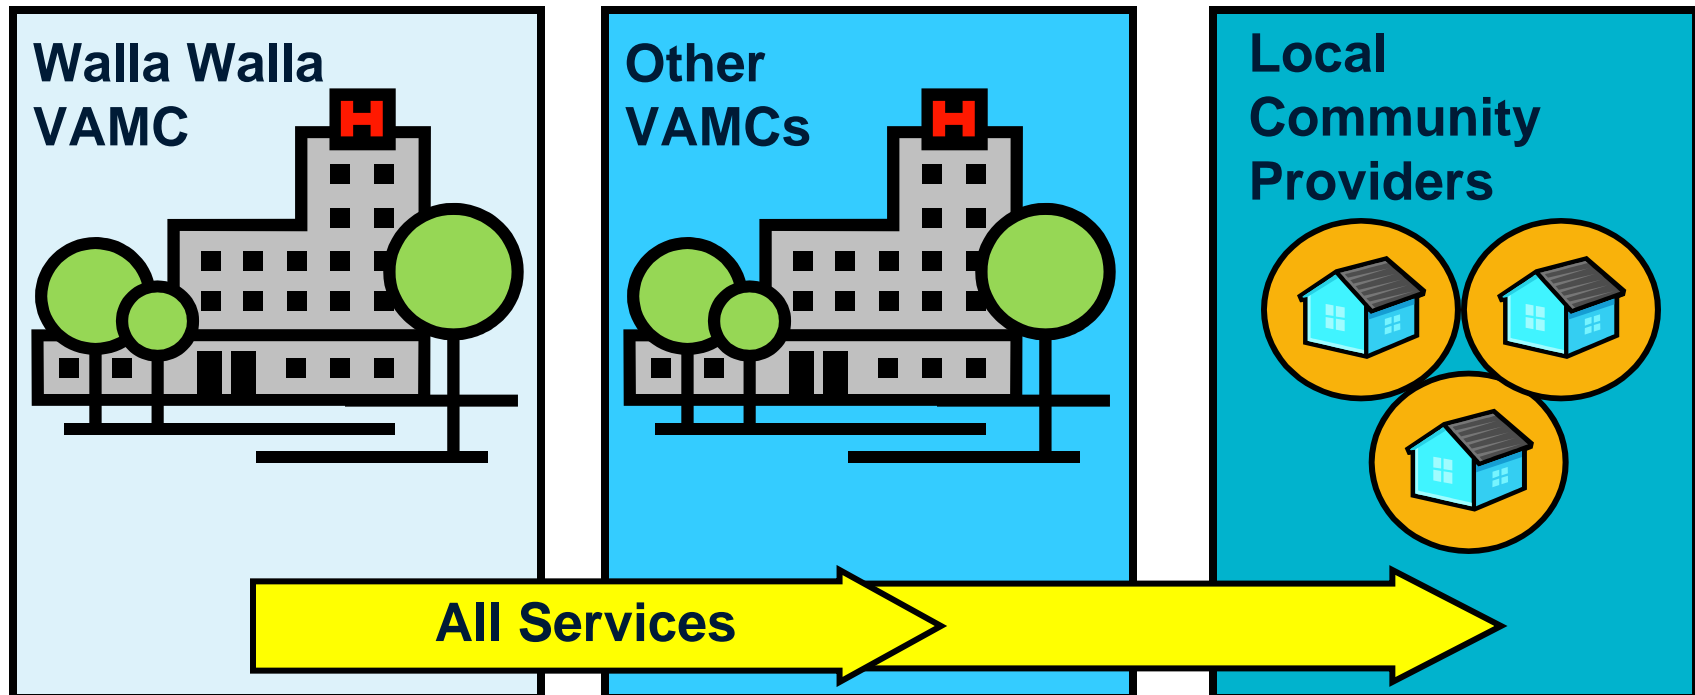 Walla Walla
VAMC
H
Other
VAMCs
H
Local
Community
Providers
All Services